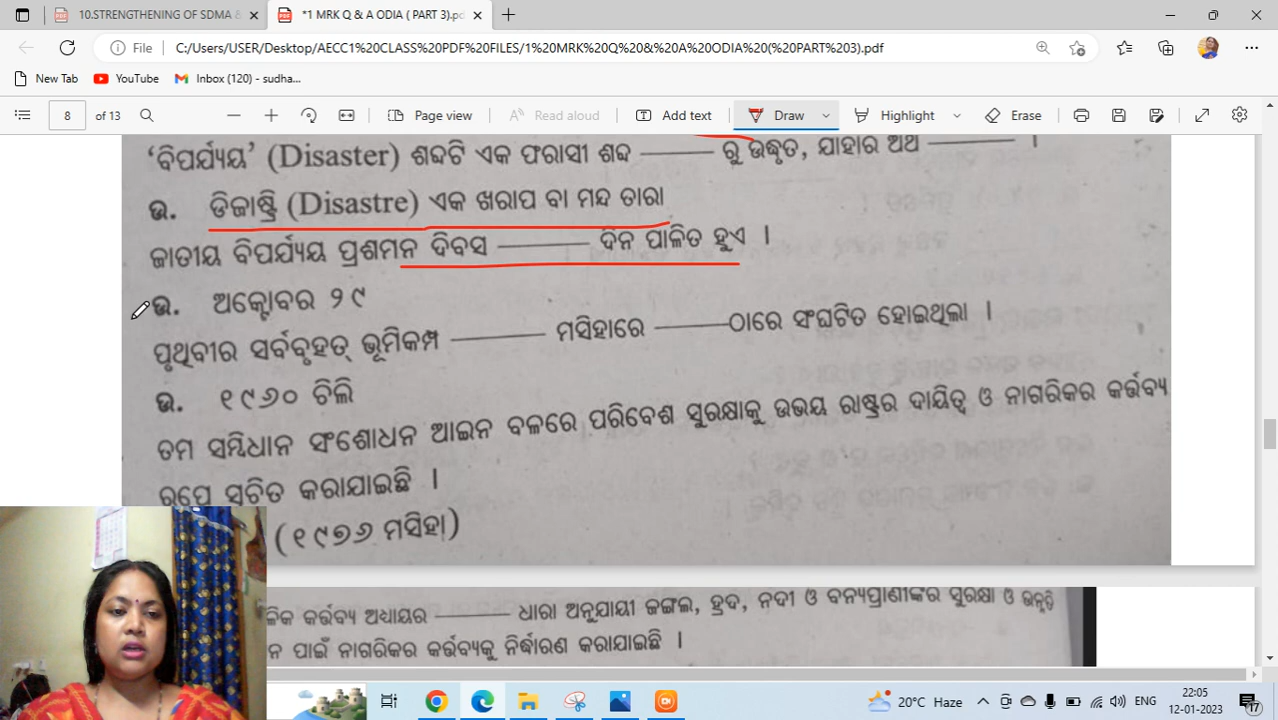 10.STRENGTHENING OF SDMA &
*1 MRK Q & A ODIA ( PART 3).pd
File
C:/Users/USER/Desktop/AECC1%20CLASS%20PDF%20FILES/1%20MRK%20Q%20&%20A%20ODIA%20(%20PART%203).pdf
New Tab
YouTube
Inbox (120) - sudha...
8 of 13
Page view
Read aloud
Add text
Draw
Highlight
Erase
‘ବିପର୍ଯ୍ୟୟ’ (Disaster) ଶବ୍ଦଟି ଏକ ଫରାସୀ ଶବ୍ଦ ——— ରୁ ଉଦ୍ଧୃତ, ଯାହାର ଅଥ ——— ।
ଉ. ଡିଜାଷ୍ଟ୍ରି (Disastre) ଏକ ଖରାପ ବା ମନ୍ଦ ତାରା
ଜାତୀୟ ବିପର୍ଯ୍ୟୟ ପ୍ରଶମନ ଦିବସ ——— ଦିନ ପାଳିତ ହୁଏ ।
ଉ. ଅକ୍ଟୋବର ୨୯
ପୃଥିବୀର ସର୍ବବୃହତ୍ ଭୂମିକମ୍ପ ——— ମସିହାରେ ———ଠାରେ ସଂଘଟିତ ହୋଇଥିଲା ।
ଉ. ୧୯୬୦ ଚିଲି
ତମ ସମ୍ବିଧାନ ସଂଶୋଧନ ଆଇନ ବଳରେ ପରିବେଶ ସୁରକ୍ଷାକୁ ଉଭୟ ରାଷ୍ଟ୍ରର ଦାୟିତ୍ୱ ଓ ନାଗରିକର କର୍ତ୍ତବ୍ୟ
ରୂପେ ସୂଚିତ କରାଯାଇଛି ।
(୧୯୭୬ ମସିହା)
ଳିକ କର୍ତ୍ତବ୍ୟ ଅଧ୍ୟାୟର ——— ଧାରା ଅନୁଯାୟୀ ଜଙ୍ଗଲ, ହ୍ରଦ, ନଦୀ ଓ ବନ୍ୟପ୍ରାଣୀଙ୍କର ସୁରକ୍ଷା ଓ
ନ ପାଇଁ ନାଗରିକର କର୍ତ୍ତବ୍ୟକୁ ନିର୍ଦ୍ଧାରଣ କରାଯାଇଛି ।
20°C Haze
ENG
22:05
12-01-2023
17